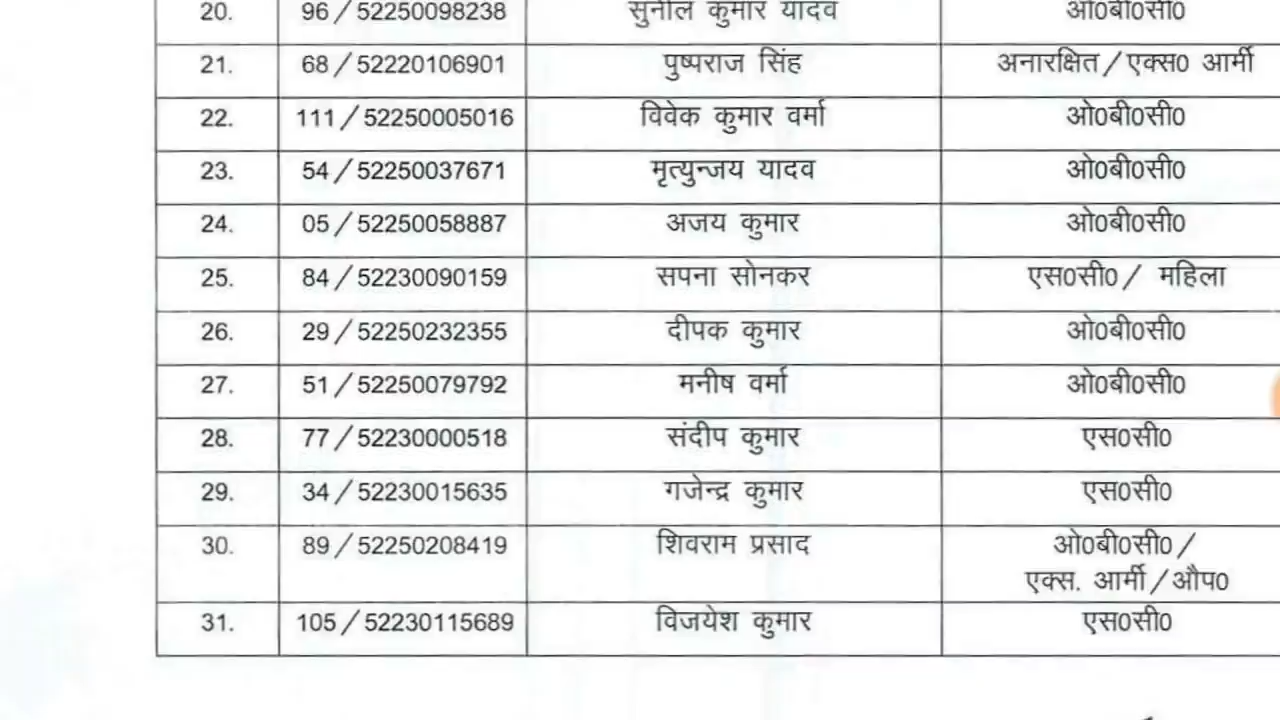 20. 96/52250098238 सुनील कुमार यादव ओ0बी0सी0
21. 68/52220106901 पुष्पराज सिंह अनारक्षित/एक्स0 आर्मी
22. 111/52250005016 विवेक कुमार वर्मा ओ0बी0सी0
23. 54/52250037671 मृत्युन्जय यादव ओ0बी0सी0
24. 05/52250058887 अजय कुमार ओ0बी0सी0
25. 84/52230090159 सपना सोनकर एस0सी0/ महिला
26. 29/52250232355 दीपक कुमार ओ0बी0सी0
27. 51/52250079792 मनीष वर्मा ओ0बी0सी0
28. 77/52230000518 संदीप कुमार एस0सी0
29. 34/52230015635 गजेन्द्र कुमार एस0सी0
30. 89/52250208419 शिवराम प्रसाद ओ0बी0सी0/
एक्स. आर्मी/औप0
31. 105/52230115689 विजयेश कुमार एस0सी0